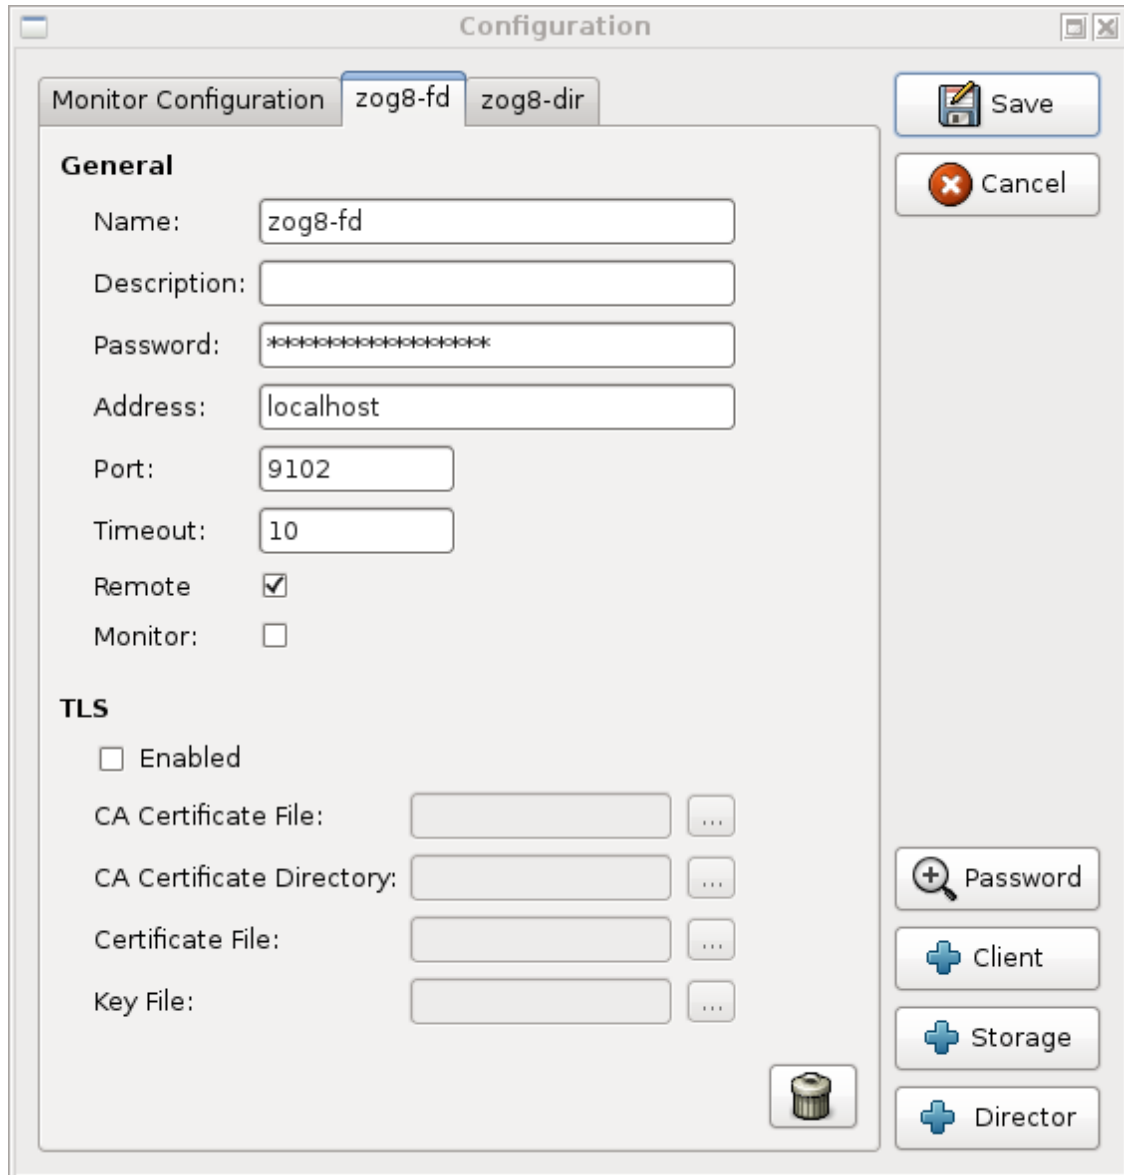 Configuration
Monitor Configuration zog8-fd zog8-dir
Save
Cancel
General
Name: zog8-fd
Description:
Password: *****************
Address: localhost
Port: 9102
Timeout: 10
Remote
Monitor:
TLS
Enabled
CA Certificate File: ...
CA Certificate Directory: ...
Certificate File: ...
Key File: ...
Password
Client
Storage
Director